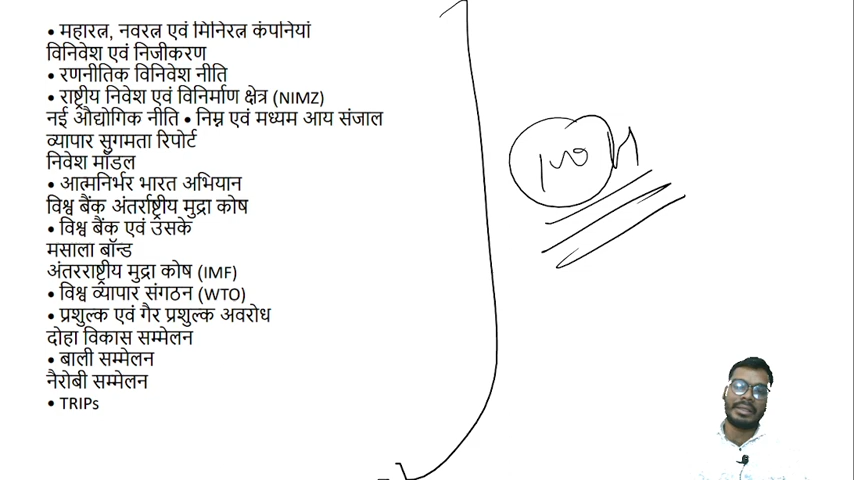 • महारत्न, नवरत्न एवं मिनिरत्न कंपनियां
विनिवेश एवं निजीकरण
• रणनीतिक विनिवेश नीति
• राष्ट्रीय निवेश एवं विनिर्माण क्षेत्र (NIMZ)
नई औद्योगिक नीति • निम्न एवं मध्यम आय संजाल
व्यापार सुगमता रिपोर्ट
निवेश मॉडल
• आत्मनिर्भर भारत अभियान
विश्व बैंक अंतर्राष्ट्रीय मुद्रा कोष
• विश्व बैंक एवं उसके
मसाला बॉन्ड
अंतरराष्ट्रीय मुद्रा कोष (IMF)
• विश्व व्यापार संगठन (WTO)
• प्रशुल्क एवं गैर प्रशुल्क अवरोध
दोहा विकास सम्मेलन
• बाली सम्मेलन
नैरोबी सम्मेलन
• TRIPs